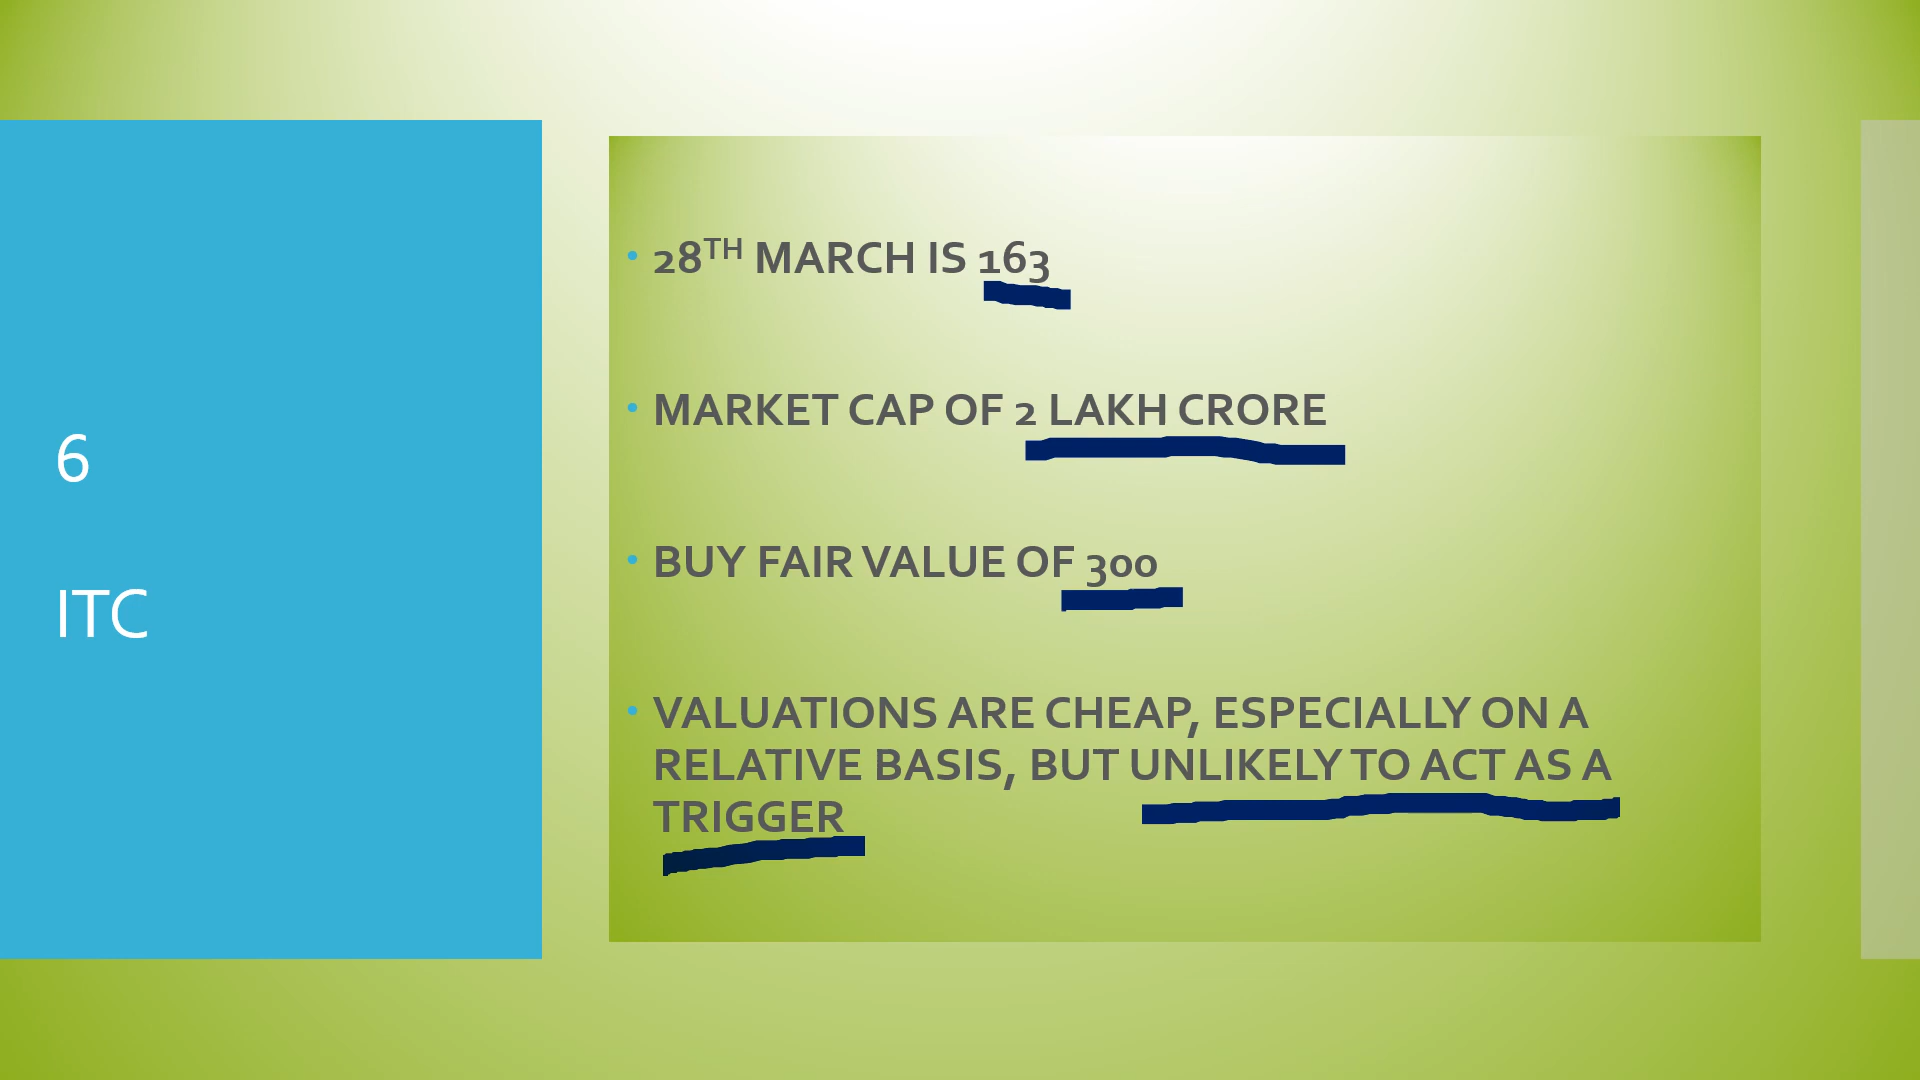 6
ITC
• 28TH MARCH IS 163
• MARKET CAP OF 2 LAKH CRORE
• BUY FAIR VALUE OF 300
• VALUATIONS ARE CHEAP, ESPECIALLY ON A
RELATIVE BASIS, BUT UNLIKELY TO ACT AS A
TRIGGER